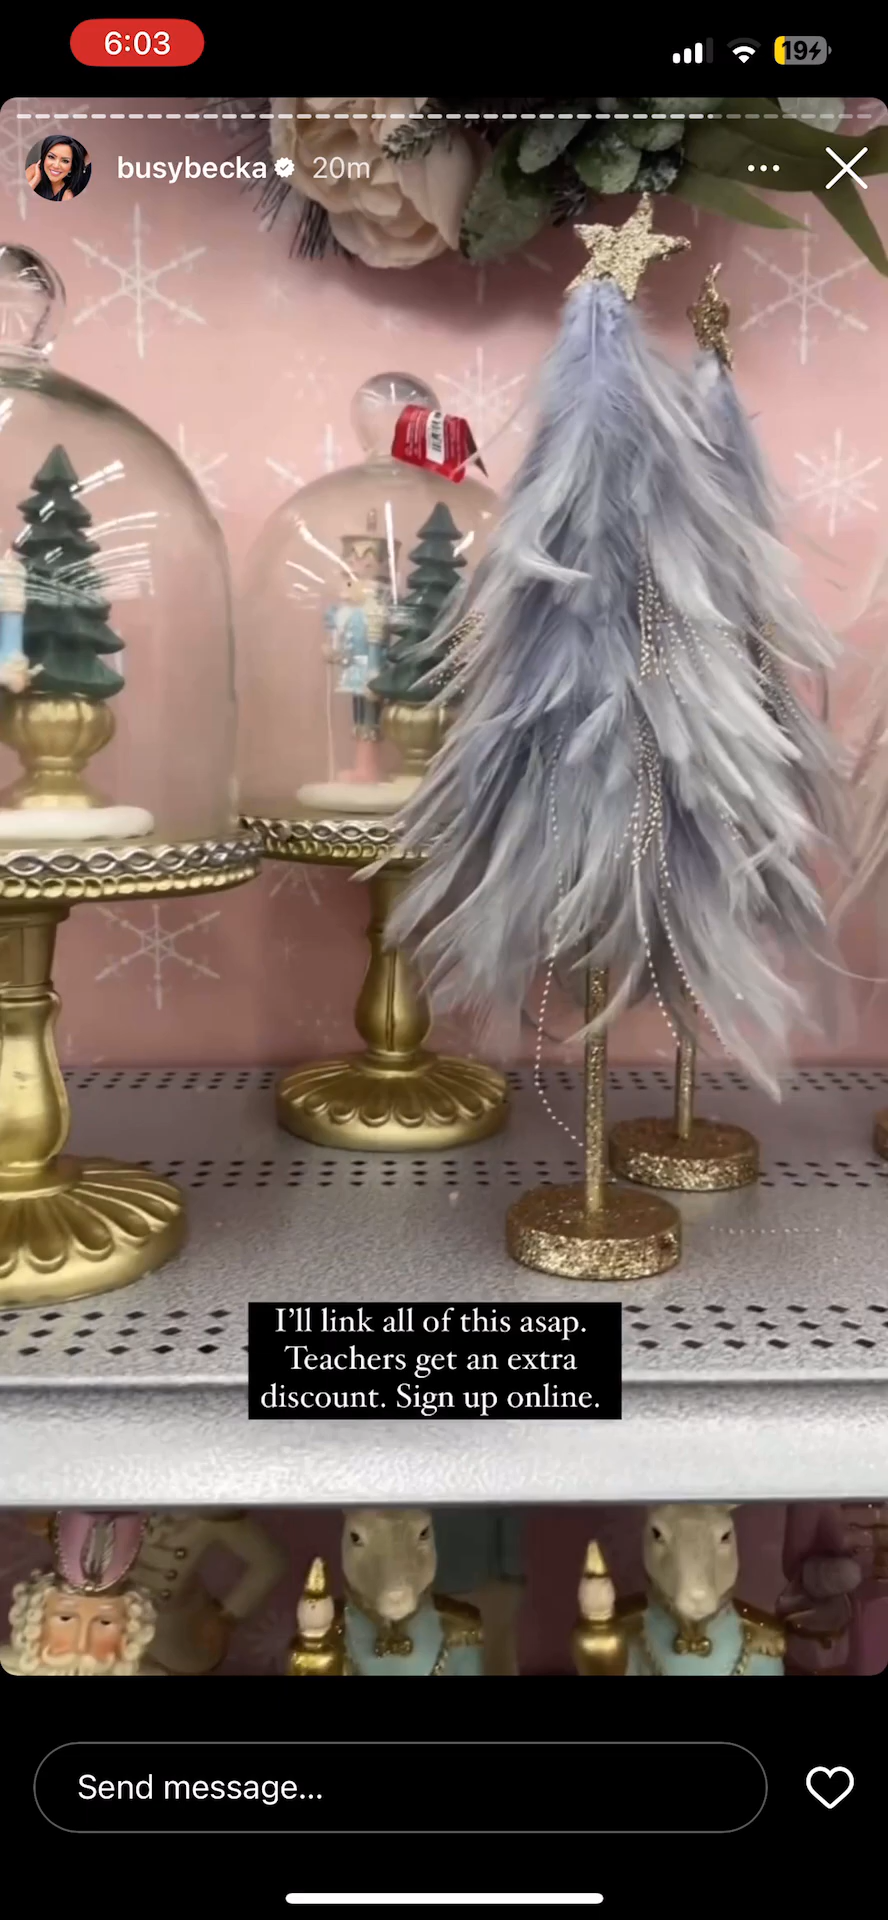 6:03
19
busybecka 20m
I'll link all of this asap.
Teachers get an extra
discount. Sign up online.
Send message...